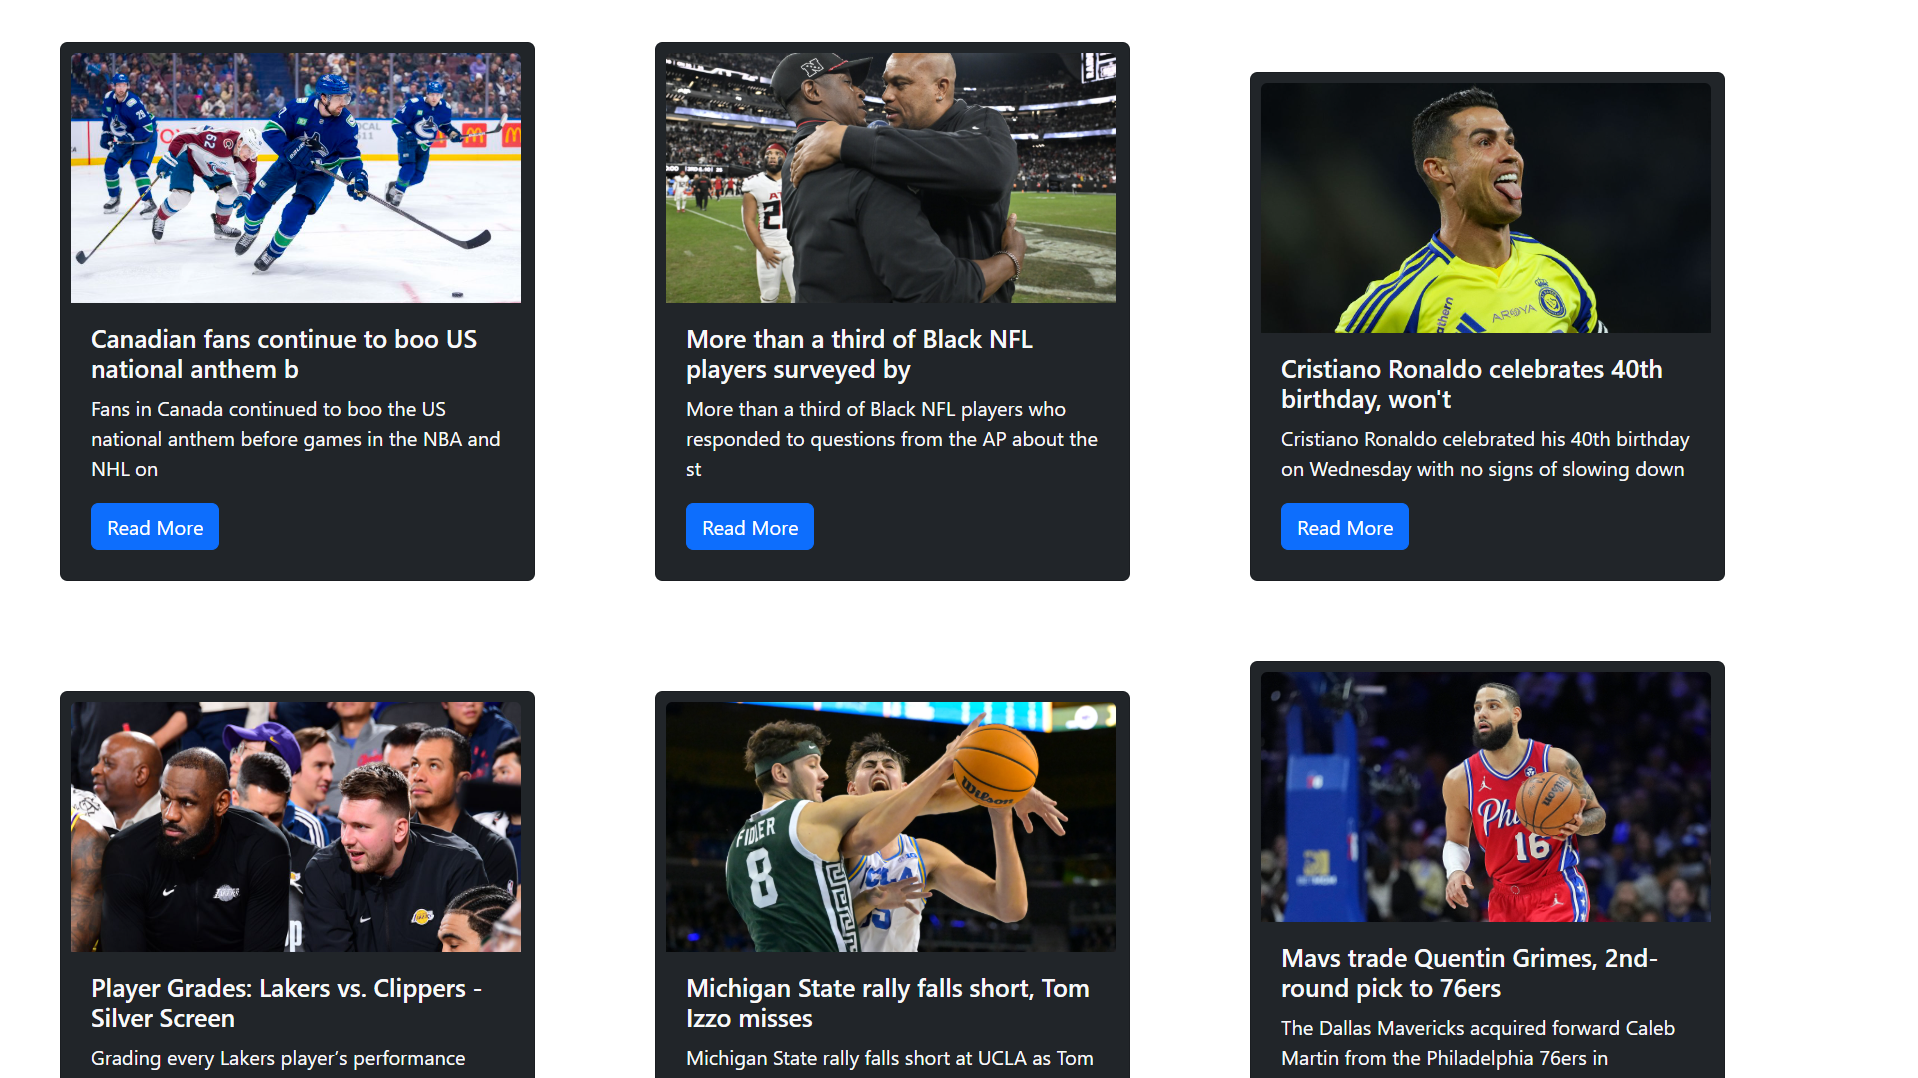 Canadian fans continue to boo US
national anthem b
Fans in Canada continued to boo the US
national anthem before games in the NBA and
NHL on
Read More
More than a third of Black NFL
players surveyed by
More than a third of Black NFL players who
responded to questions from the AP about the
st
Read More
AROYA
Cristiano Ronaldo celebrates 40th
birthday, won't
Cristiano Ronaldo celebrated his 40th birthday
on Wednesday with no signs of slowing down
Read More
Player Grades: Lakers vs. Clippers -
Silver Screen
Grading every Lakers player’s performance
FIDLER
8
Wilson
Michigan State rally falls short, Tom
Izzo misses
Michigan State rally falls short at UCLA as Tom
16
Mavs trade Quentin Grimes, 2nd-
round pick to 76ers
The Dallas Mavericks acquired forward Caleb
Martin from the Philadelphia 76ers in